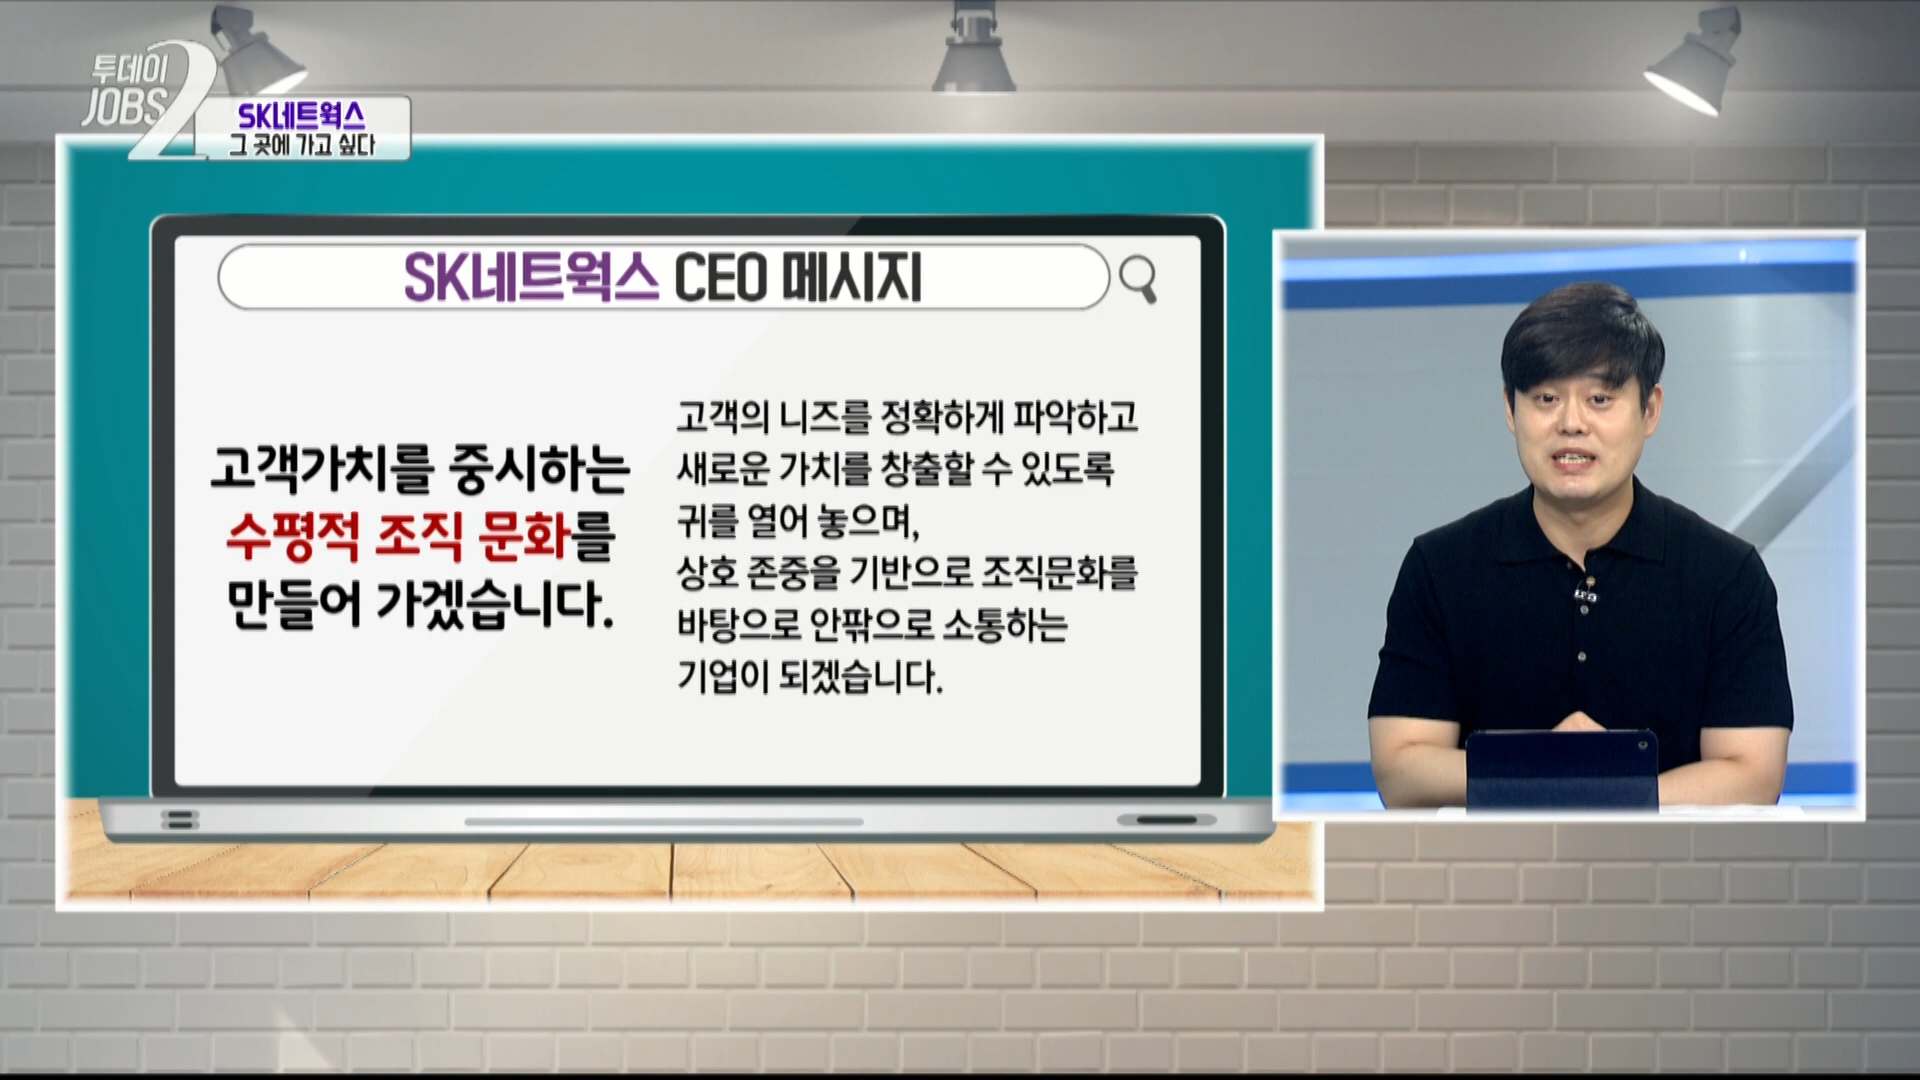 투데이
JOBS 2
SK네트웍스
그 곳에 가고 싶다
SK네트웍스 CEO 메시지
고객가치를 중시하는
수평적 조직 문화를
만들어 가겠습니다.
고객의 니즈를 정확하게 파악하고
새로운 가치를 창출할 수 있도록
귀를 열어 놓으며,
상호 존중을 기반으로 조직문화를
바탕으로 안팎으로 소통하는
기업이 되겠습니다.